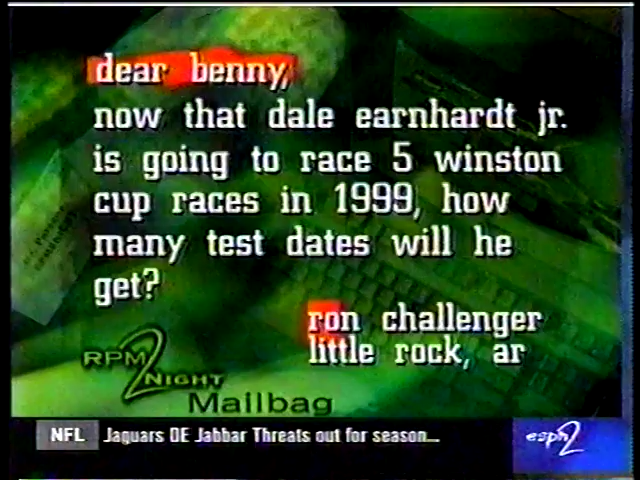 dear benny,
now that dale earnhardt jr.
is going to race 5 winston
cup races in 1999, how
many test dates will he
get?
ron challenger
little rock, ar
RPM
2
NIGHT
Mailbag
NFL Jaguars DE Jabbar Threats out for season...
espn2